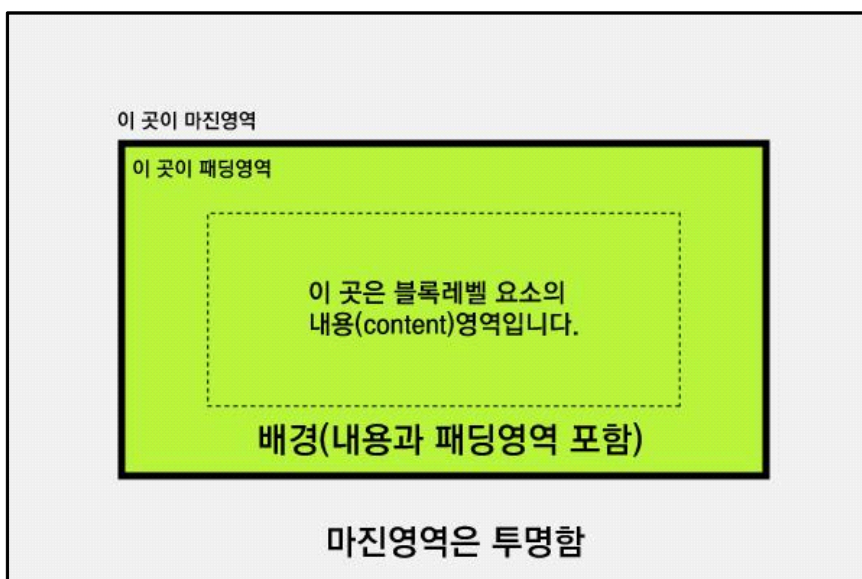 이 곳이 마진영역
이 곳이 패딩영역
이 곳은 블록레벨 요소의
내용(content)영역입니다.
배경(내용과 패딩영역 포함)
마진영역은 투명함